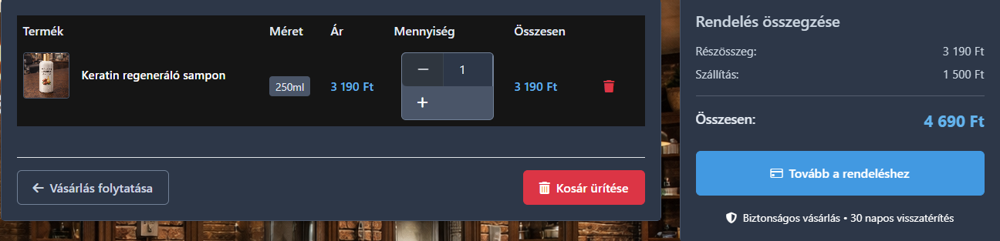 Termék Méret Ár Mennyiség Összesen
Keratin regeneráló sampon 250ml 3 190 Ft − 1 + 3 190 Ft
Vásárlás folytatása
Kosár ürítése
Rendelés összegzése
Részösszeg: 3 190 Ft
Szállítás: 1 500 Ft
Összesen: 4 690 Ft
Tovább a rendeléshez
Biztonságos vásárlás • 30 napos visszatérítés